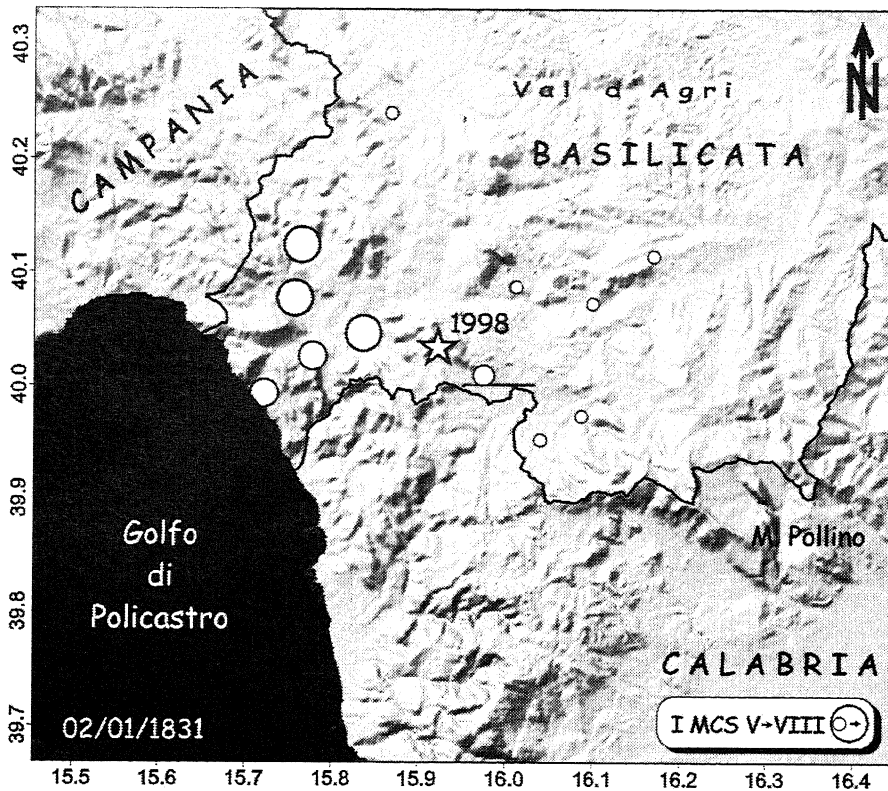 40.3
40.2
40.1
40.0
39.9
39.8
39.7
CAMPANIA
Val d'Agri
N
BASILICATA
1998
M. Pollino
Golfo
di
Policastro
CALABRIA
02/01/1831
I MCS V→VIII
15.5 15.6 15.7 15.8 15.9 16.0 16.1 16.2 16.3 16.4